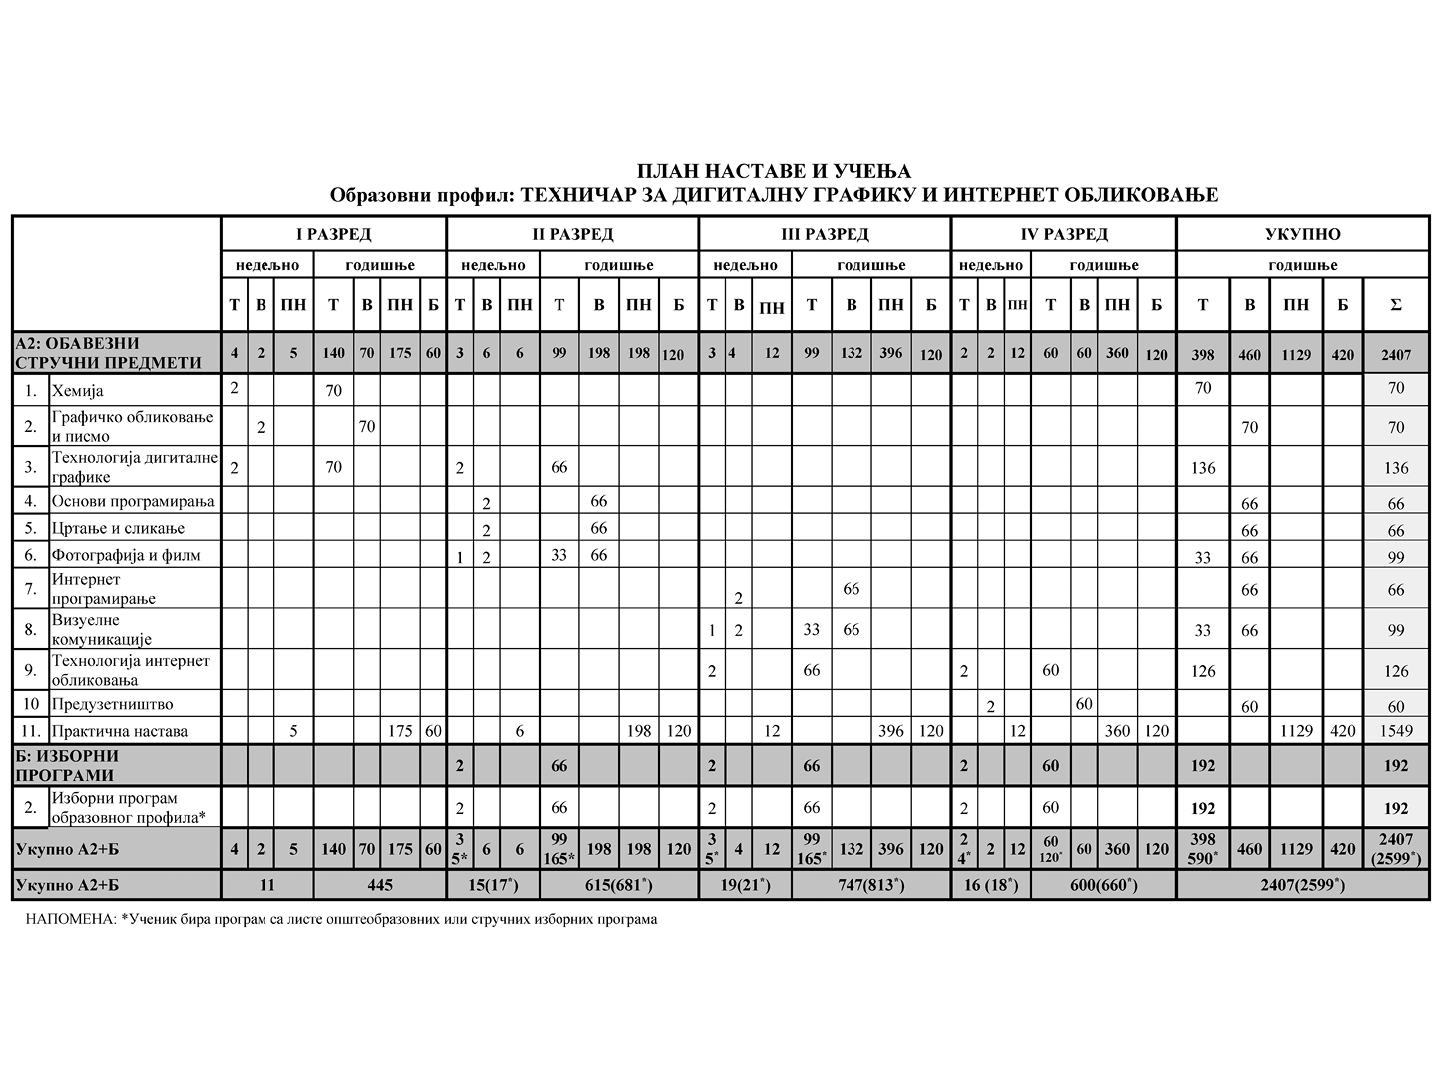 ПЛАН НАСТАВЕ И УЧЕЊА
Образовни профил: ТЕХНИЧАР ЗА ДИГИТАЛНУ ГРАФИКУ И ИНТЕРНЕТ ОБЛИКОВАЊЕ
I РАЗРЕД II РАЗРЕД III РАЗРЕД IV РАЗРЕД УКУПНО
недељно годишње недељно годишње недељно годишње недељно годишње годишње
Т В ПН Т В ПН Б Т В ПН Т В ПН Б Т В ПН Т В ПН Б Т В ПН Т В ПН Б Т В ПН Б Σ
А2: ОБАВЕЗНИ
СТРУЧНИ ПРЕДМЕТИ 4 2 5 140 70 175 60 3 6 6 99 198 198 120 3 4 12 99 132 396 120 2 2 12 60 60 360 120 398 460 1129 420 2407
1. Хемија 2 70 70 70
2. Графичко обликовање
и писмо 2 70 70 70
3. Технологија дигиталне
графике 2 70 2 66 136 136
4. Основи програмирања 2 66 66 66
5. Цртање и сликање 2 66 66 66
6. Фотографија и филм 1 2 33 66 33 66 99
7. Интернет
програмирање 2 66 66 66
8. Визуелне
комуникације 1 2 33 66 33 66 99
9. Технологија интернет
обликовања 2 66 2 60 126 126
10 Предузетништво 2 60 60 60
11. Практична настава 5 175 60 6 198 120 12 396 120 12 360 120 1129 420 1549
Б: ИЗБОРНИ
ПРОГРАМИ 2 66 2 66 2 60 192 192
2. Изборни програм
образовног профила* 2 66 2 66 2 60 192 192
3 99 3 99 2 60 398 2407
Укупно А2+Б 4 2 5 140 70 175 60 5* 6 6 165* 198 198 120 5* 4 12 165* 132 396 120 4* 2 12 120* 60 360 120 590* 460 1129 420 (2599*)
Укупно А2+Б 11 445 15(17*) 615(681*) 19(21*) 747(813*) 16 (18*) 600(660*) 2407(2599*)
НАПОМЕНА: *Ученик бира програм са листе општеобразовних или стручних изборних програма